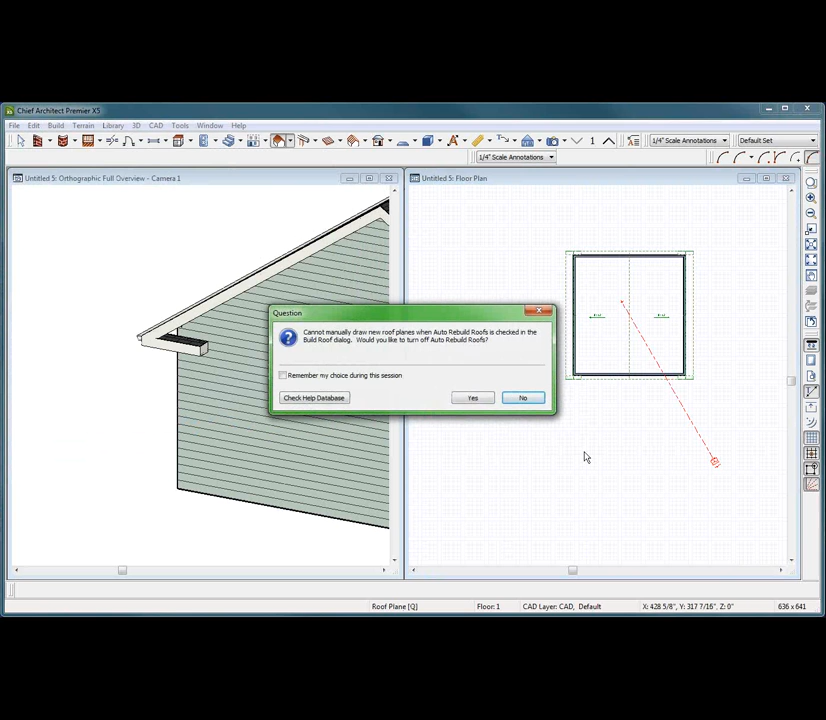 Chief Architect Premier X5
File Edit Build Terrain Library 3D CAD Tools Window Help
1 1/4" Scale Annotations Default Set
1/4" Scale Annotations
Untitled 5: Orthographic Full Overview - Camera 1
Untitled 5: Floor Plan
Question
Cannot manually draw new roof planes when Auto Rebuild Roofs is checked in the
Build Roof dialog. Would you like to turn off Auto Rebuild Roofs?
Remember my choice during this session
Check Help Database Yes No
Roof Plane [Q] Floor: 1 CAD Layer: CAD, Default X: 428 5/8", Y: 317 7/16", Z: 0" 636 x 641